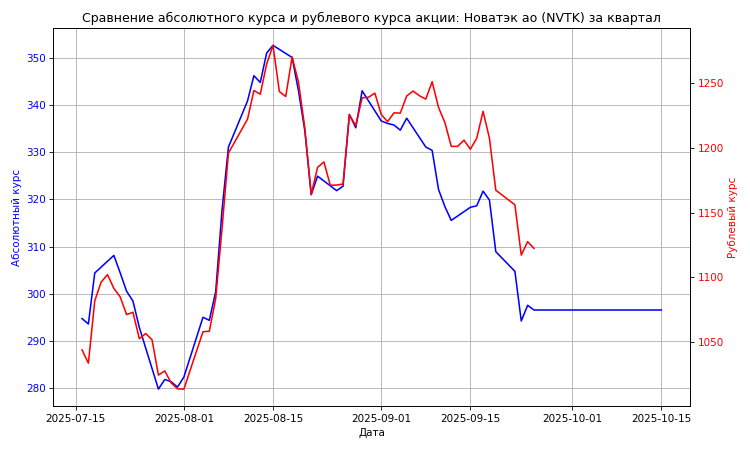 Сравнение абсолютного курса и рублевого курса акции: Новатэк ао (NVTK) за квартал
Абсолютный курс
350
340
330
320
310
300
290
280
1250
1200
1150
1100
1050
Рублевый курс
2025-07-15 2025-08-01 2025-08-15 2025-09-01 2025-09-15 2025-10-01 2025-10-15
Дата